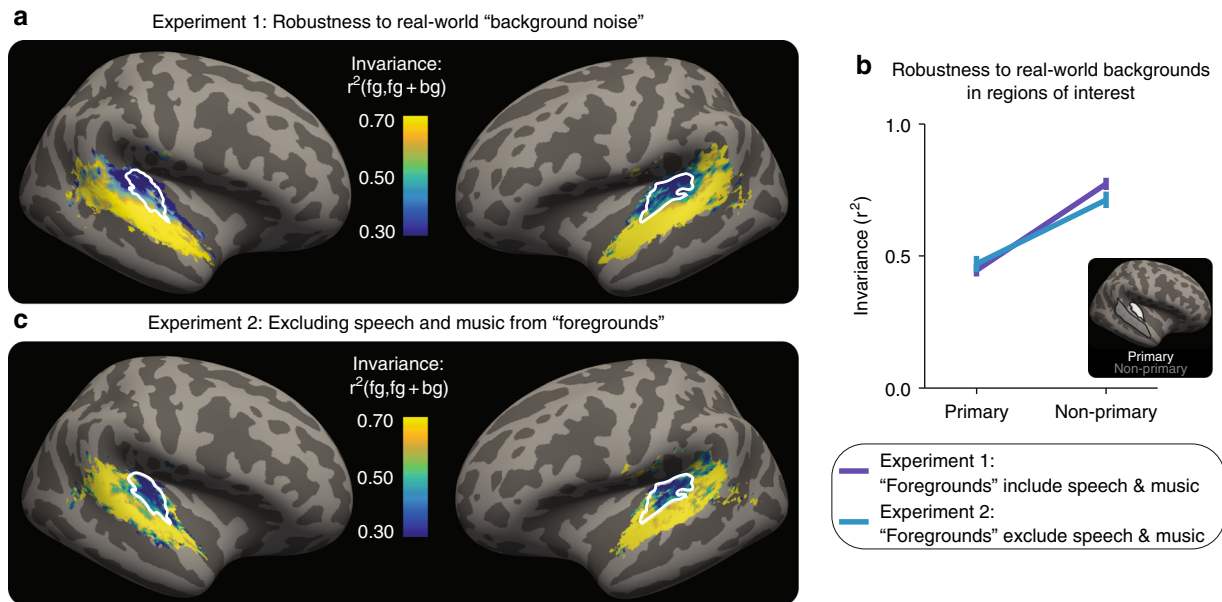 a
Experiment 1: Robustness to real-world “background noise”
Invariance:
r²(fg,fg + bg)
0.70
0.50
0.30
b
Robustness to real-world backgrounds
in regions of interest
1.0
0.5
0.0
Invariance (r²)
Primary
Non-primary
Primary
Non-primary
Experiment 1:
“Foregrounds” include speech & music
Experiment 2:
“Foregrounds” exclude speech & music
c
Experiment 2: Excluding speech and music from “foregrounds”
Invariance:
r²(fg,fg + bg)
0.70
0.50
0.30